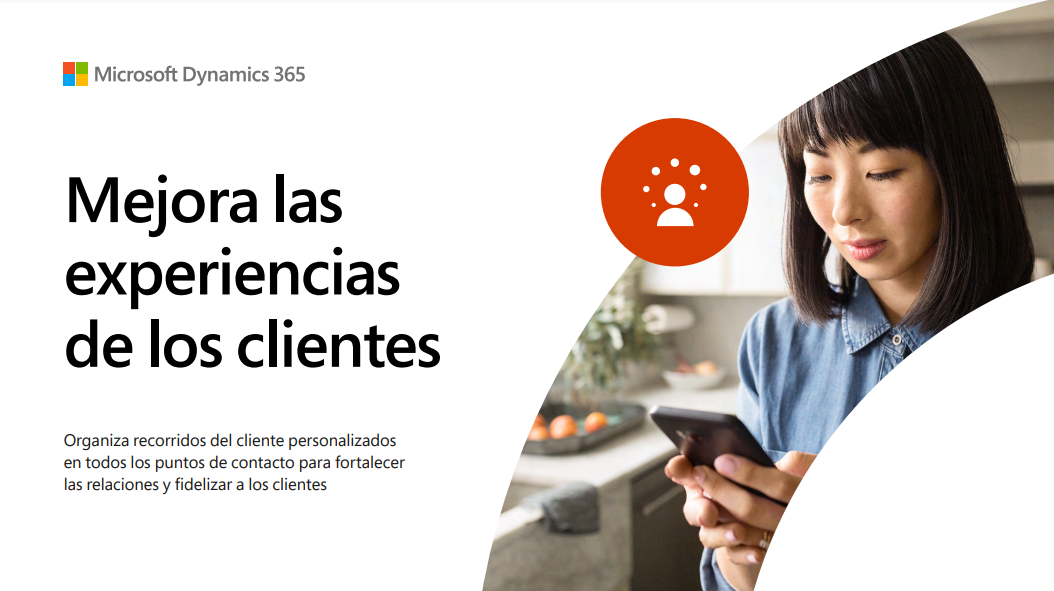 Microsoft Dynamics 365
Mejora las
experiencias
de los clientes
Organiza recorridos del cliente personalizados
en todos los puntos de contacto para fortalecer
las relaciones y fidelizar a los clientes